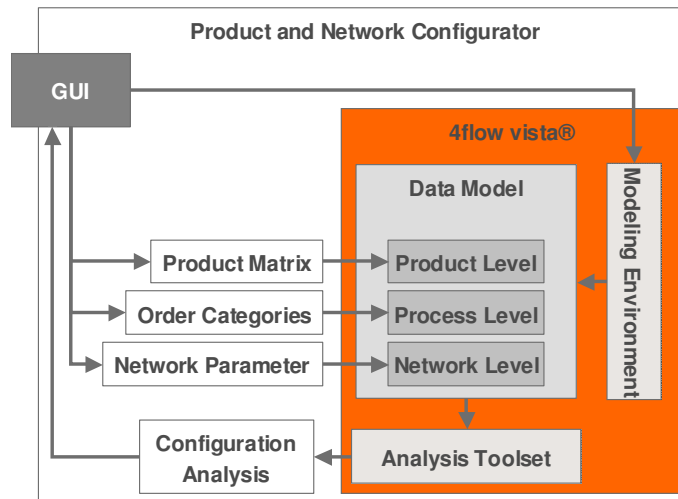 Product and Network Configurator
GUI
4flow vista®
Data Model
Modeling Environment
Product Matrix
Product Level
Order Categories
Process Level
Network Parameter
Network Level
Configuration
Analysis
Analysis Toolset